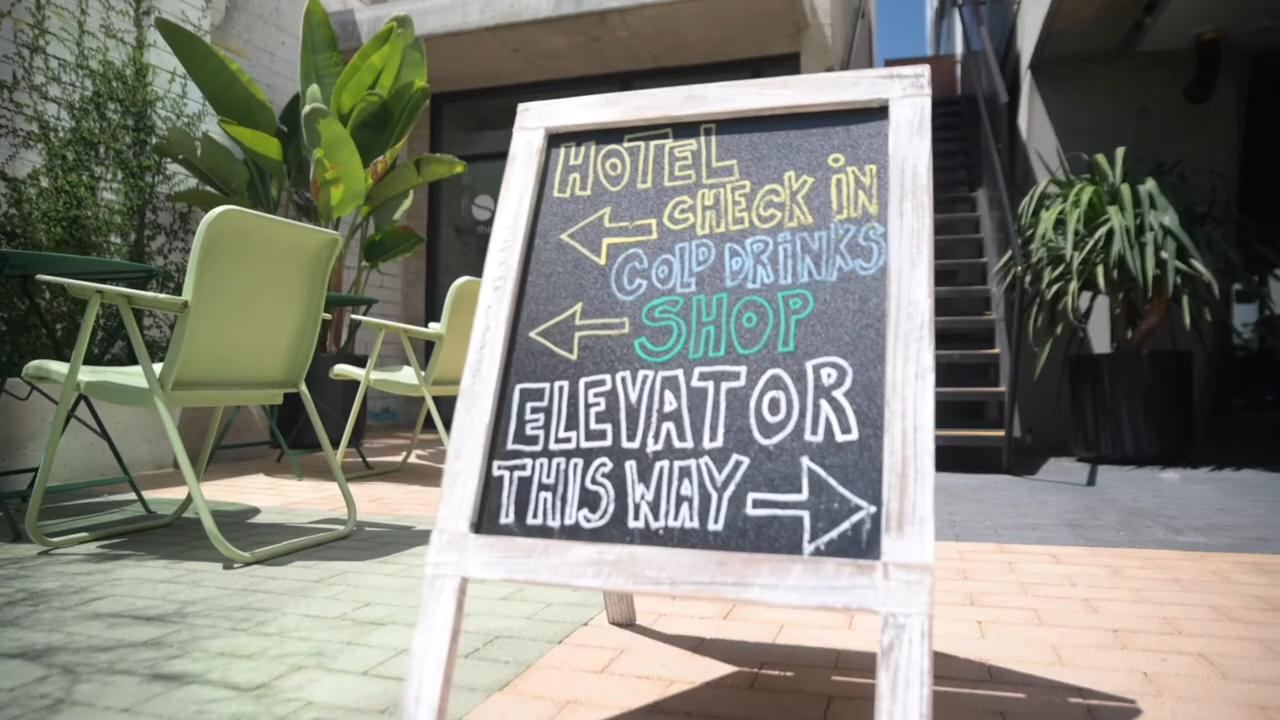 HOTEL
CHECK IN
COLD DRINKS
SHOP
ELEVATOR
THIS WAY